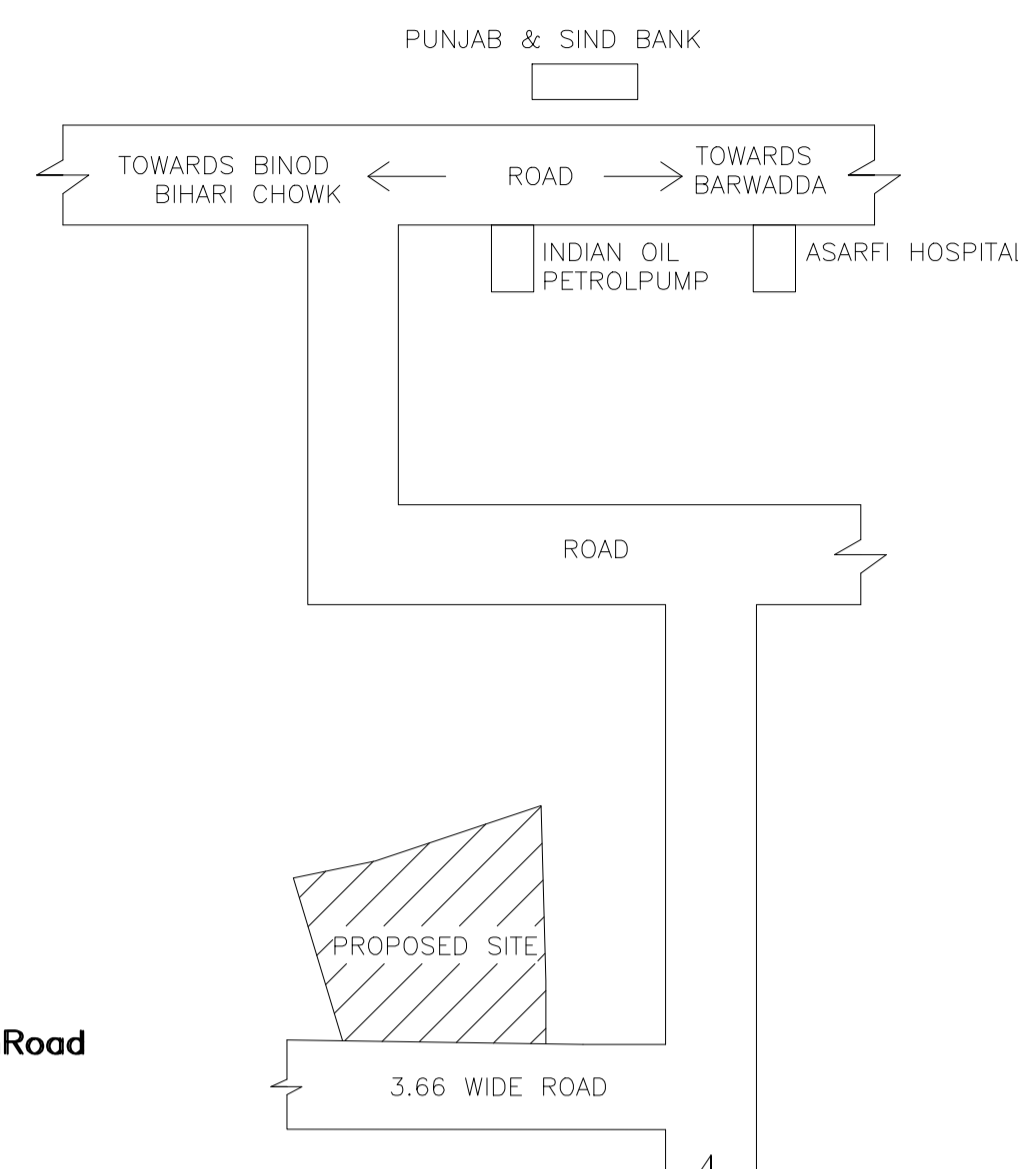 PUNJAB & SIND BANK
TOWARDS BINOD
BIHARI CHOWK
ROAD
TOWARDS
BARWADDA
INDIAN OIL
PETROLPUMP
ASARFI HOSPITAL
ROAD
PROPOSED SITE
Road
3.66 WIDE ROAD